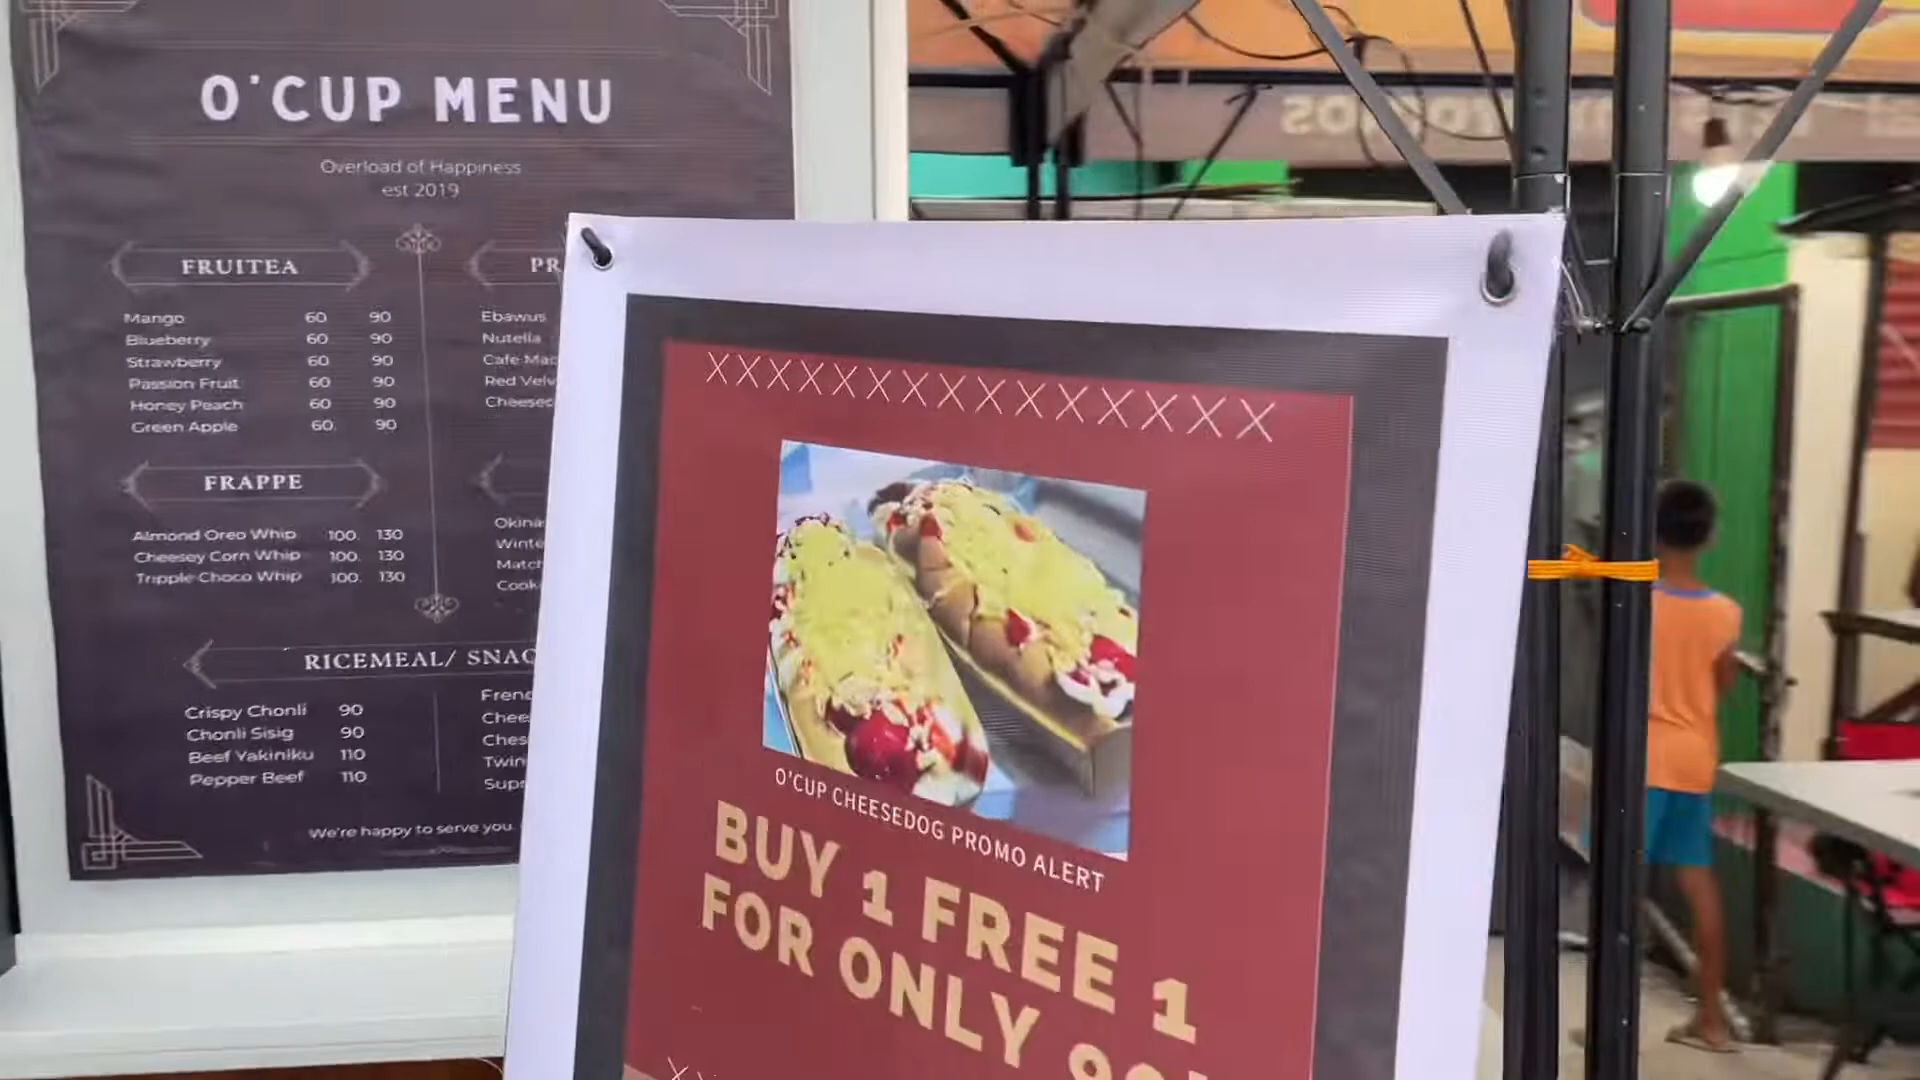 O'CUP MENU
Overload of Happiness
est 2019
FRUITEA
Mango 60 90
Blueberry 60 90
Strawberry 60 90
Passion Fruit 60 90
Honey Peach 60 90
Green Apple 60. 90
PR
Ebawus
Nutella
Cafe Mac
Red Velv
Cheesec
FRAPPE
Almond Oreo Whip 100. 130
Cheesey Corn Whip 100. 130
Tripple Choco Whip 100. 130
Okina
Winte
Match
Cook
RICEMEAL/ SNAC
Crispy Chonli 90
Chonli Sisig 90
Beef Yakiniku 110
Pepper Beef 110
Frenc
Chee
Ches
Twin
Supr
We're happy to serve you.
XXXXXXXXXXXXXXX
O'CUP CHEESEDOG PROMO ALERT
BUY 1 FREE 1
FOR ONLY